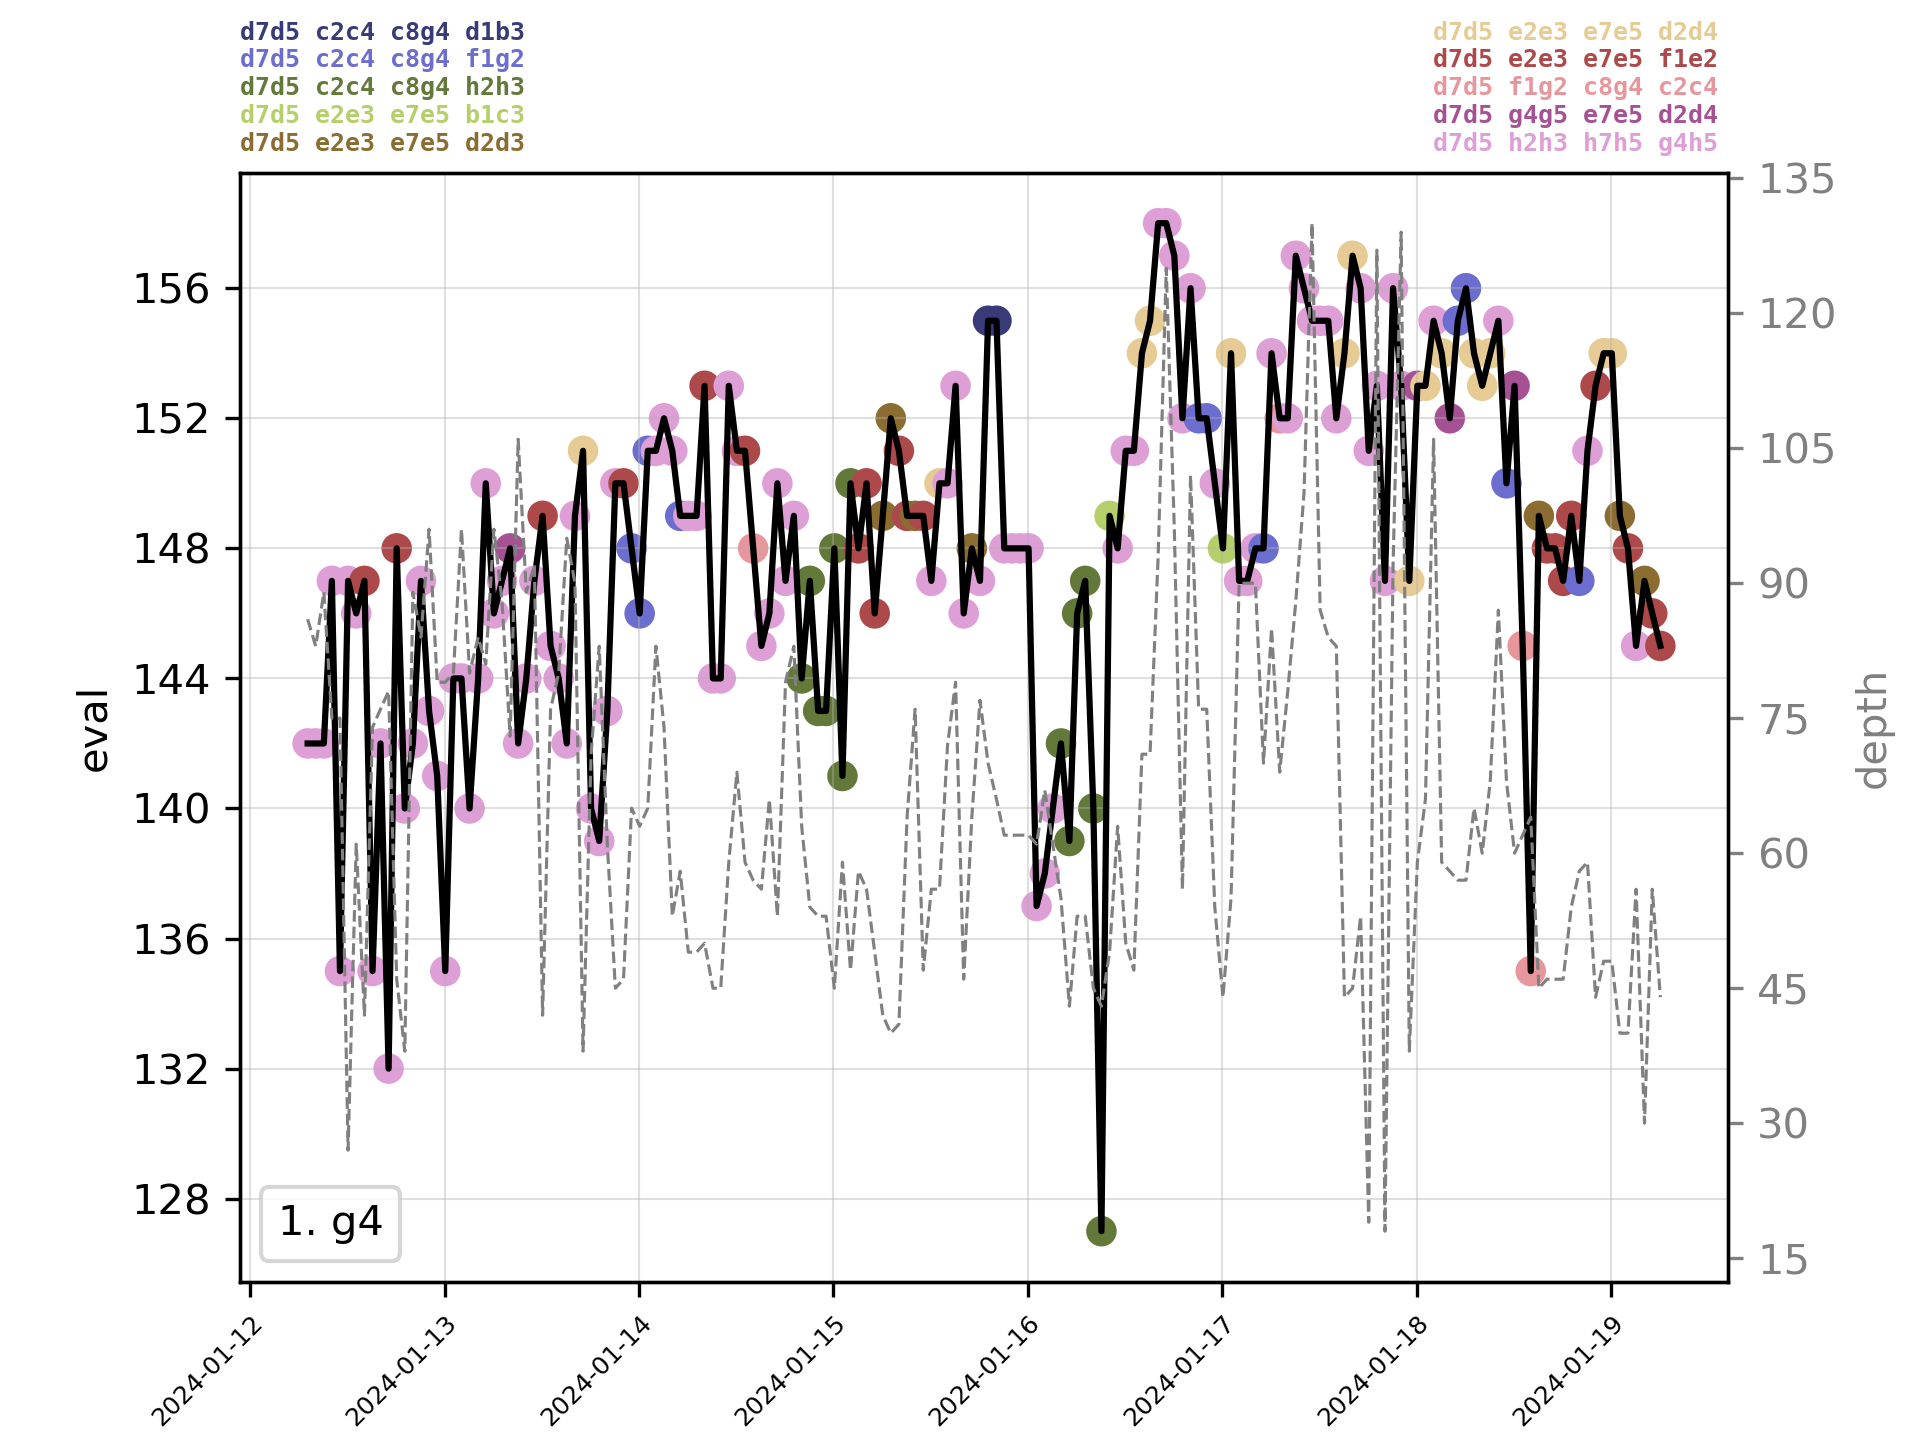 d7d5 c2c4 c8g4 d1b3
d7d5 c2c4 c8g4 f1g2
d7d5 c2c4 c8g4 h2h3
d7d5 e2e3 e7e5 b1c3
d7d5 e2e3 e7e5 d2d3
d7d5 e2e3 e7e5 d2d4
d7d5 e2e3 e7e5 f1e2
d7d5 f1g2 c8g4 c2c4
d7d5 g4g5 e7e5 d2d4
d7d5 h2h3 h7h5 g4h5
eval
156
152
148
144
140
136
132
128
1. g4
135
120
105
90
75
60
45
30
15
depth
2024-01-12
2024-01-13
2024-01-14
2024-01-15
2024-01-16
2024-01-17
2024-01-18
2024-01-19